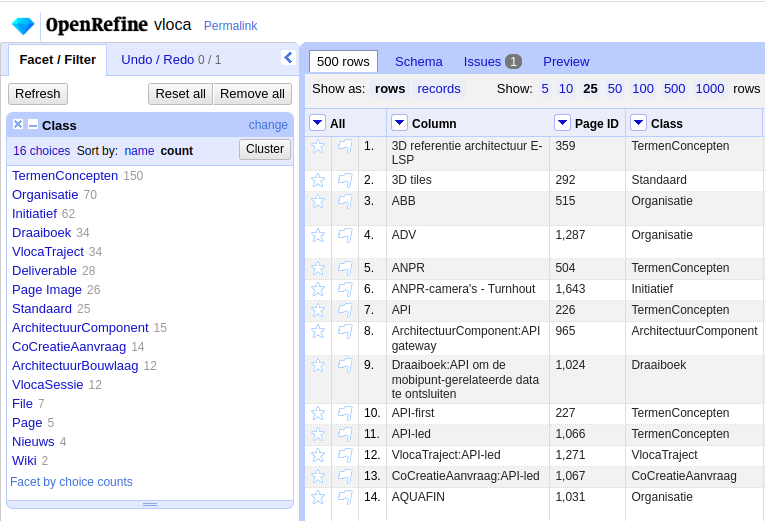 OpenRefine vloca Permalink
Facet / Filter Undo / Redo 0 / 1
Refresh Reset all Remove all
Class change
16 choices Sort by: name count Cluster
TermenConcepten 150
Organisatie 70
Initiatief 62
Draaiboek 34
VlocaTraject 34
Deliverable 28
Page Image 26
Standaard 25
ArchitectuurComponent 15
CoCreatieAanvraag 14
ArchitectuurBouwlaag 12
VlocaSessie 12
File 7
Page 5
Nieuws 4
Wiki 2
Facet by choice counts
500 rows Schema Issues 1 Preview
Show as: rows records Show: 5 10 25 50 100 500 1000 rows
All Column Page ID Class
1. 3D referentie architectuur E- 359 TermenConcepten
LSP
2. 3D tiles 292 Standaard
3. ABB 515 Organisatie
4. ADV 1,287 Organisatie
5. ANPR 504 TermenConcepten
6. ANPR-camera's - Turnhout 1,643 Initiatief
7. API 226 TermenConcepten
8. ArchitectuurComponent:API 965 ArchitectuurComponent
gateway
9. Draaiboek:API om de 1,024 Draaiboek
mobipunt-gerelateerde data
te ontsluiten
10. API-first 227 TermenConcepten
11. API-led 1,066 TermenConcepten
12. VlocaTraject:API-led 1,271 VlocaTraject
13. CoCreatieAanvraag:API-led 1,067 CoCreatieAanvraag
14. AQUAFIN 1,031 Organisatie